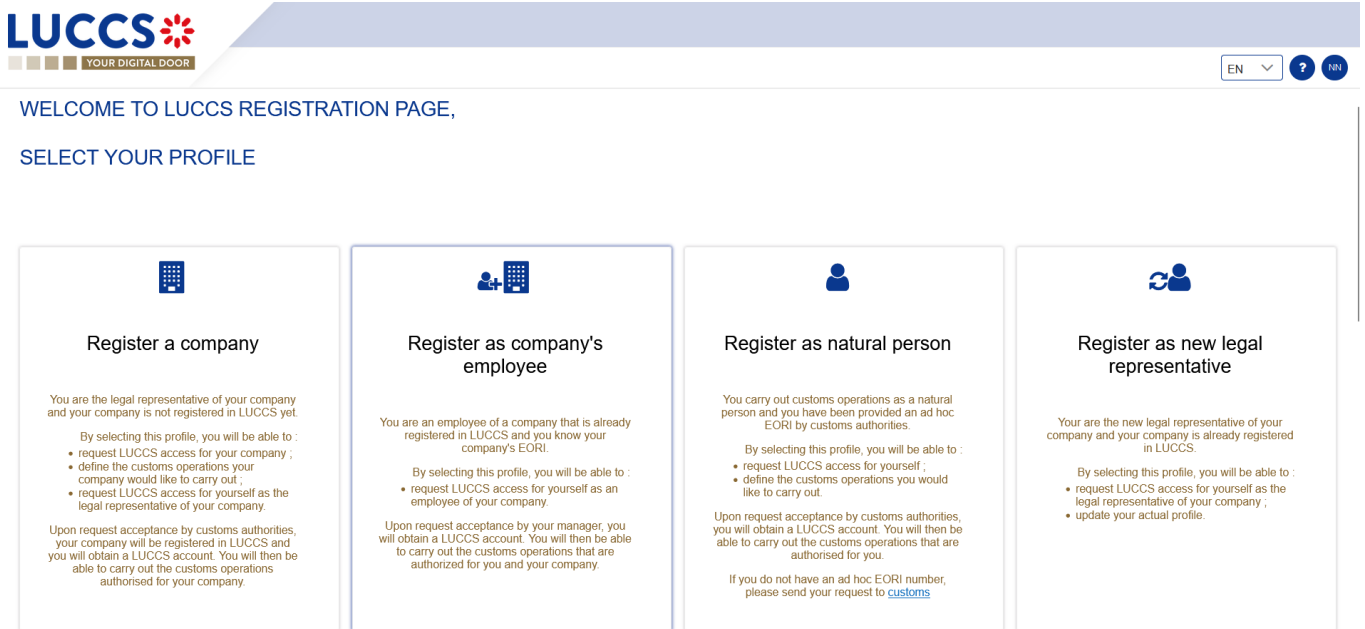 LUCCS
YOUR DIGITAL DOOR
EN
?
NN
WELCOME TO LUCCS REGISTRATION PAGE,
SELECT YOUR PROFILE
Register a company
You are the legal representative of your company
and your company is not registered in LUCCS yet.
By selecting this profile, you will be able to :
• request LUCCS access for your company ;
• define the customs operations your
company would like to carry out ;
• request LUCCS access for yourself as the
legal representative of your company.
Upon request acceptance by customs authorities,
your company will be registered in LUCCS and
you will obtain a LUCCS account. You will then be
able to carry out the customs operations
authorised for your company.
Register as company's
employee
You are an employee of a company that is already
registered in LUCCS and you know your
company's EORI.
By selecting this profile, you will be able to :
• request LUCCS access for yourself as an
employee of your company.
Upon request acceptance by your manager, you
will obtain a LUCCS account. You will then be able
to carry out the customs operations that are
authorized for you and your company.
Register as natural person
You carry out customs operations as a natural
person and you have been provided an ad hoc
EORI by customs authorities.
By selecting this profile, you will be able to :
• request LUCCS access for yourself ;
• define the customs operations you would
like to carry out.
Upon request acceptance by customs authorities,
you will obtain a LUCCS account. You will then be
able to carry out the customs operations that are
authorised for you.
If you do not have an ad hoc EORI number,
please send your request to customs
Register as new legal
representative
Your are the new legal representative of your
company and your company is already registered
in LUCCS.
By selecting this profile, you will be able to :
• request LUCCS access for yourself as the
legal representative of your company ;
• update your actual profile.